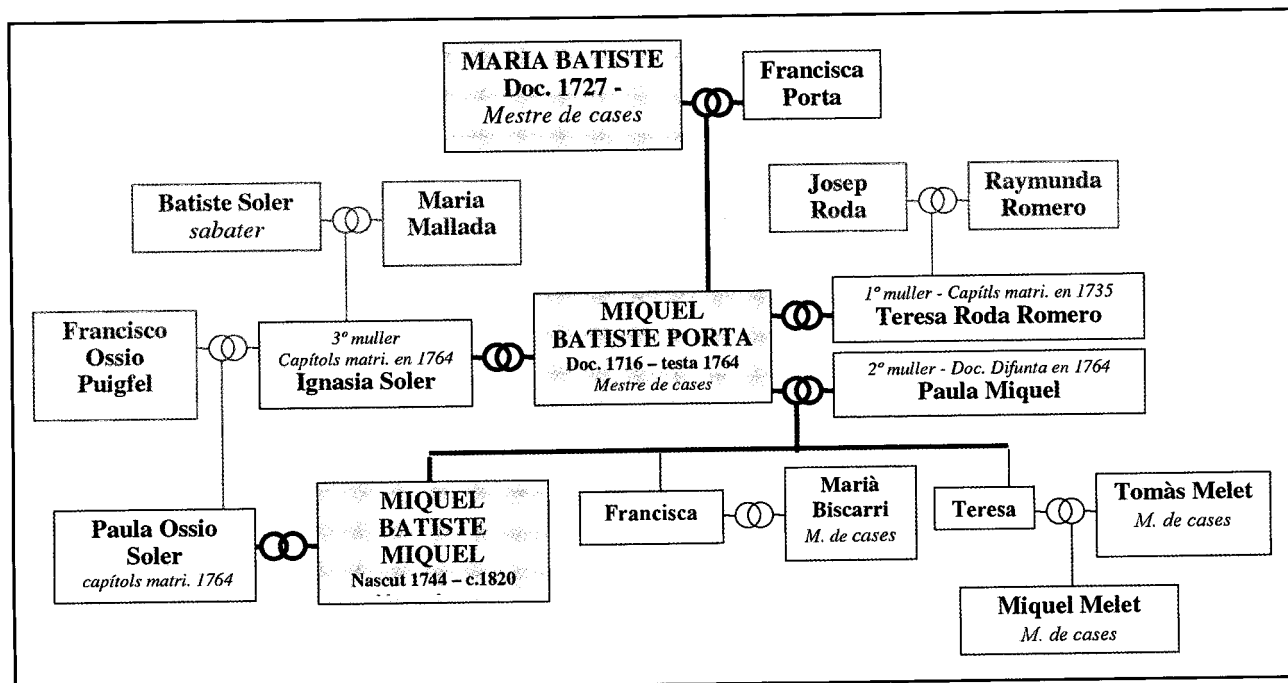 MARIA BATISTE
Doc. 1727 -
Mestre de cases
Francisca
Porta
Batiste Soler
sabater
Maria
Mallada
Josep
Roda
Raymunda
Romero
Francisco
Ossio
Puigfel
3º muller
Capítols matri. en 1764
Ignasia Soler
MIQUEL
BATISTE PORTA
Doc. 1716 – testa 1764
Mestre de cases
1º muller - Capítls matri. en 1735
Teresa Roda Romero
2º muller - Doc. Difunta en 1764
Paula Miquel
Paula Ossio
Soler
capítols matri. 1764
MIQUEL
BATISTE
MIQUEL
Nascut 1744 – c.1820
Francisca
Marià
Biscarri
M. de cases
Teresa
Tomàs Melet
M. de cases
Miquel Melet
M. de cases